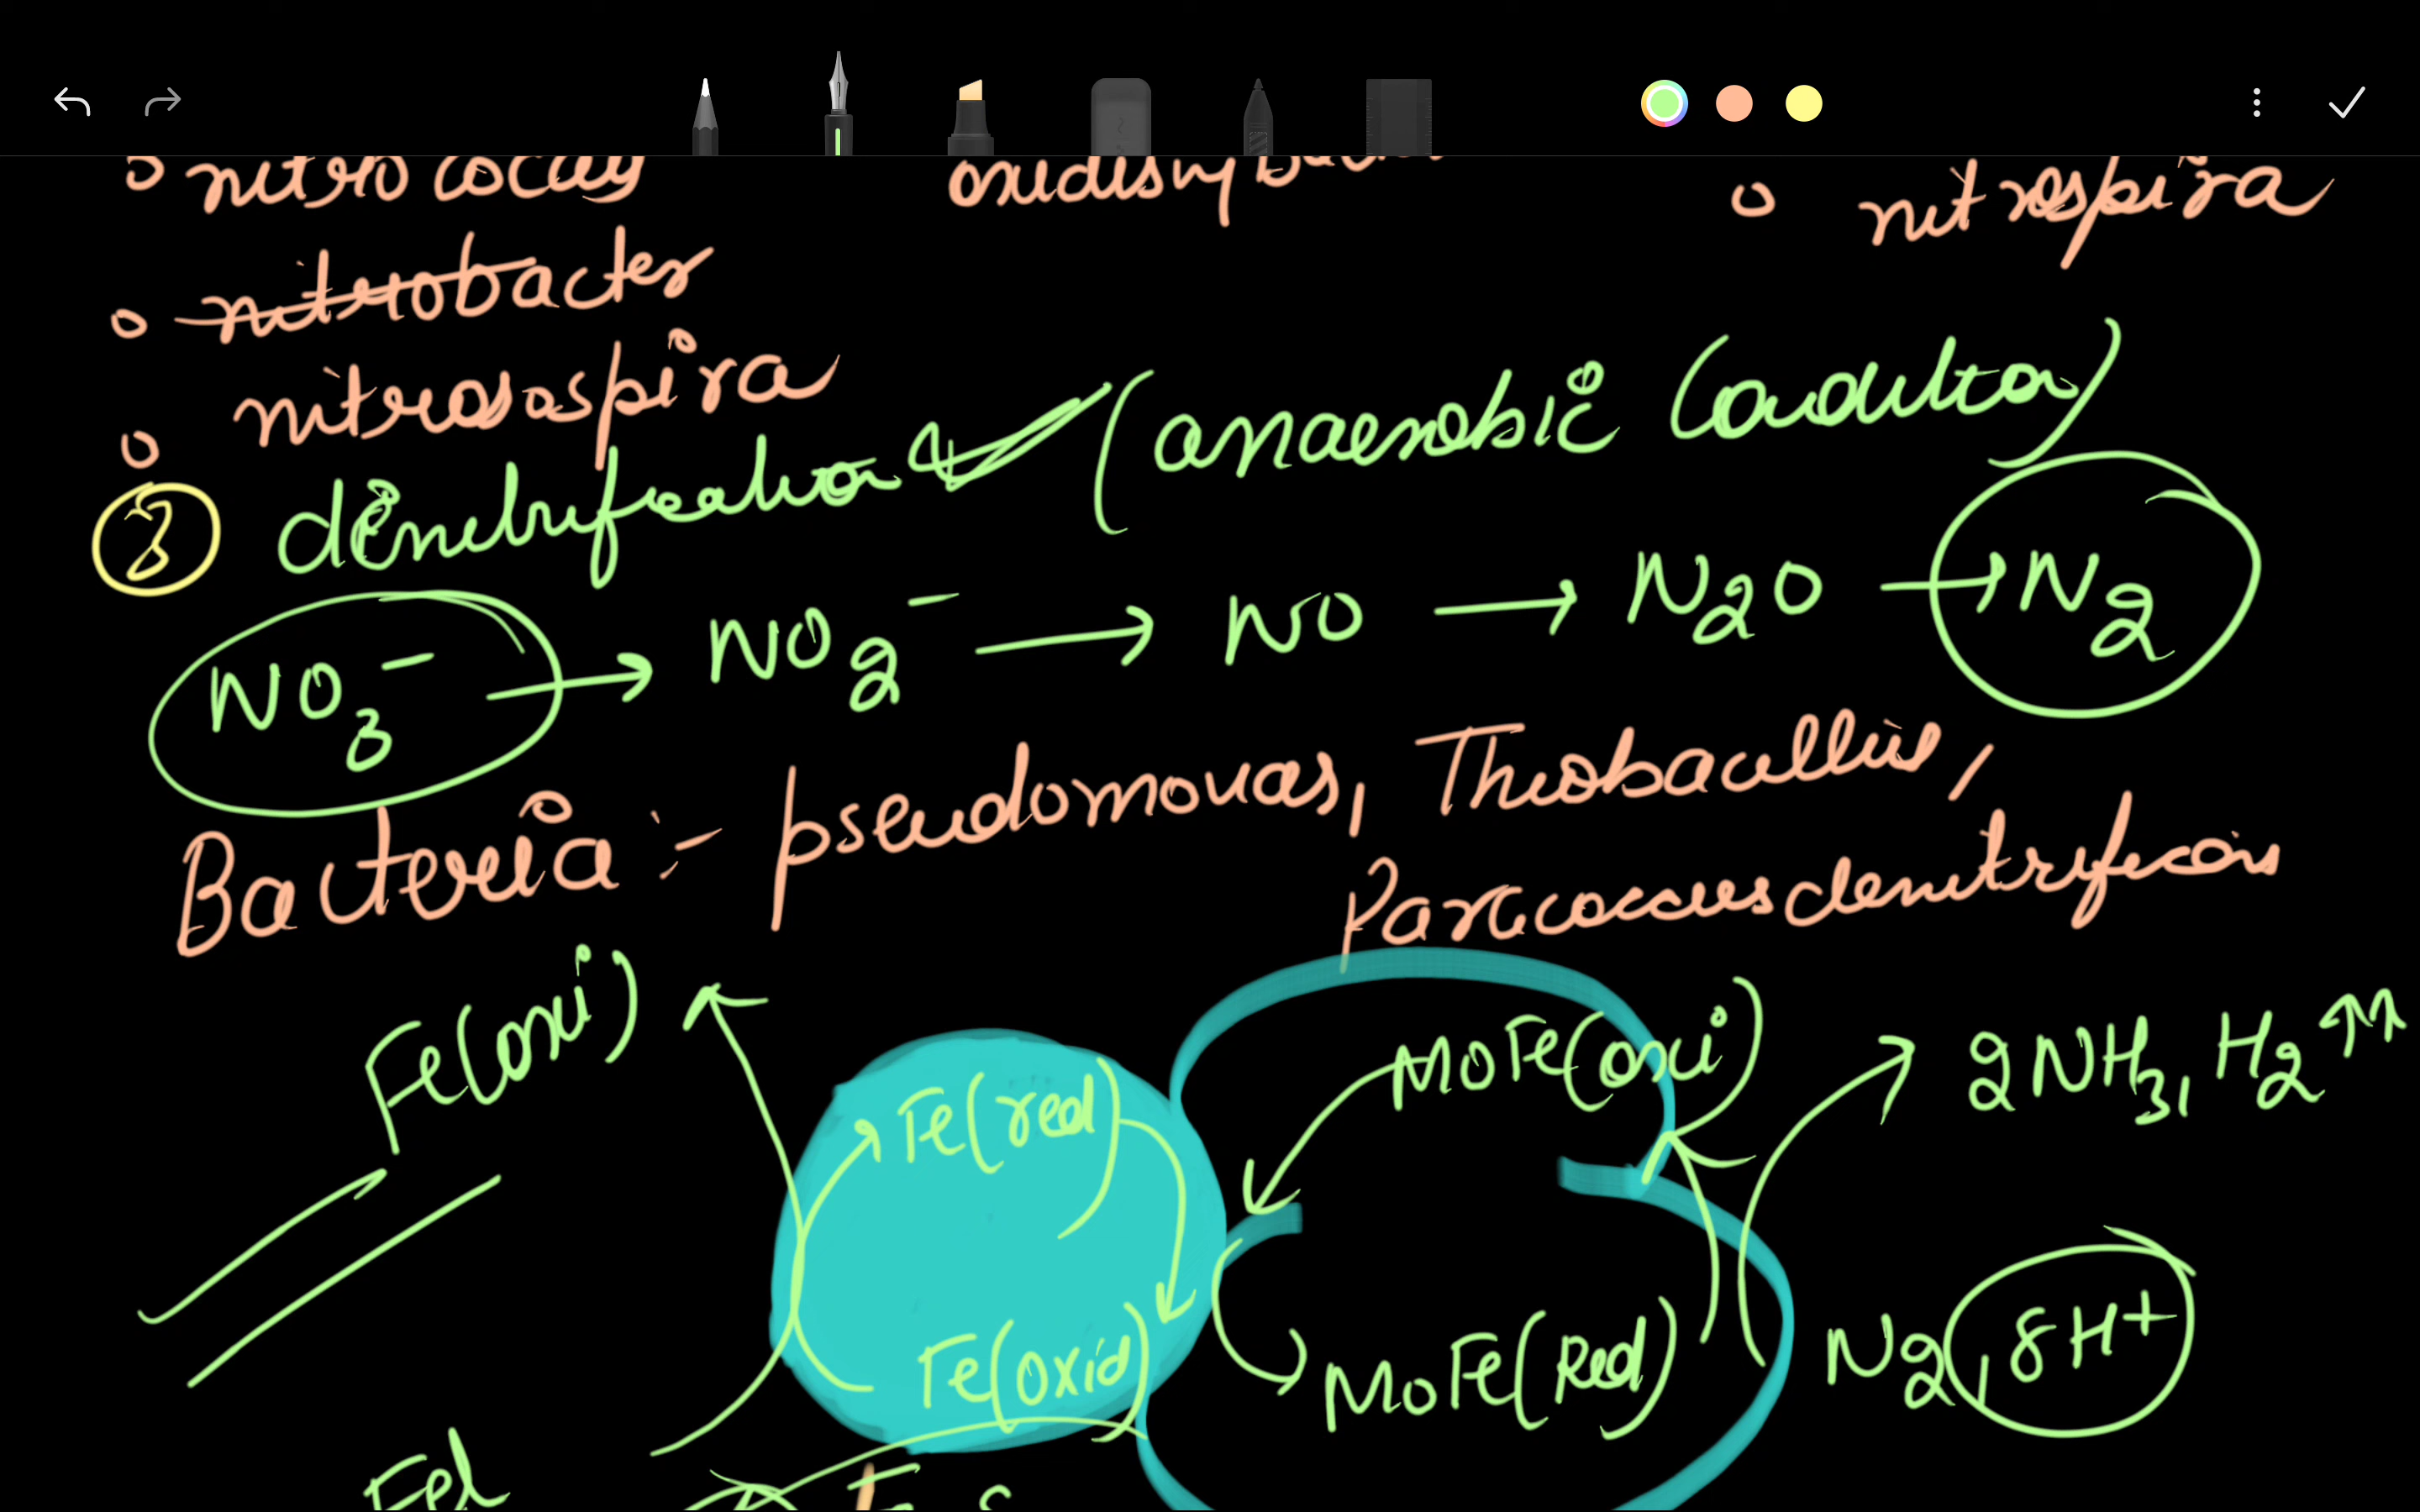 nitrococcus oxidising nitrospira
nitrobacter
nitrosospira
③ denitrification (anaerobic condition)
NO3⁻ → NO2⁻ → NO → N2O → N2
Bacteria :- pseudomonas, Thiobacillus,
Paracoccus denitrificans
Fe(oxi) Fe(red) MoFe(oxi) 2NH3, H2 ↑↑
Fe(oxid) MoFe(Red) N2, 8H+